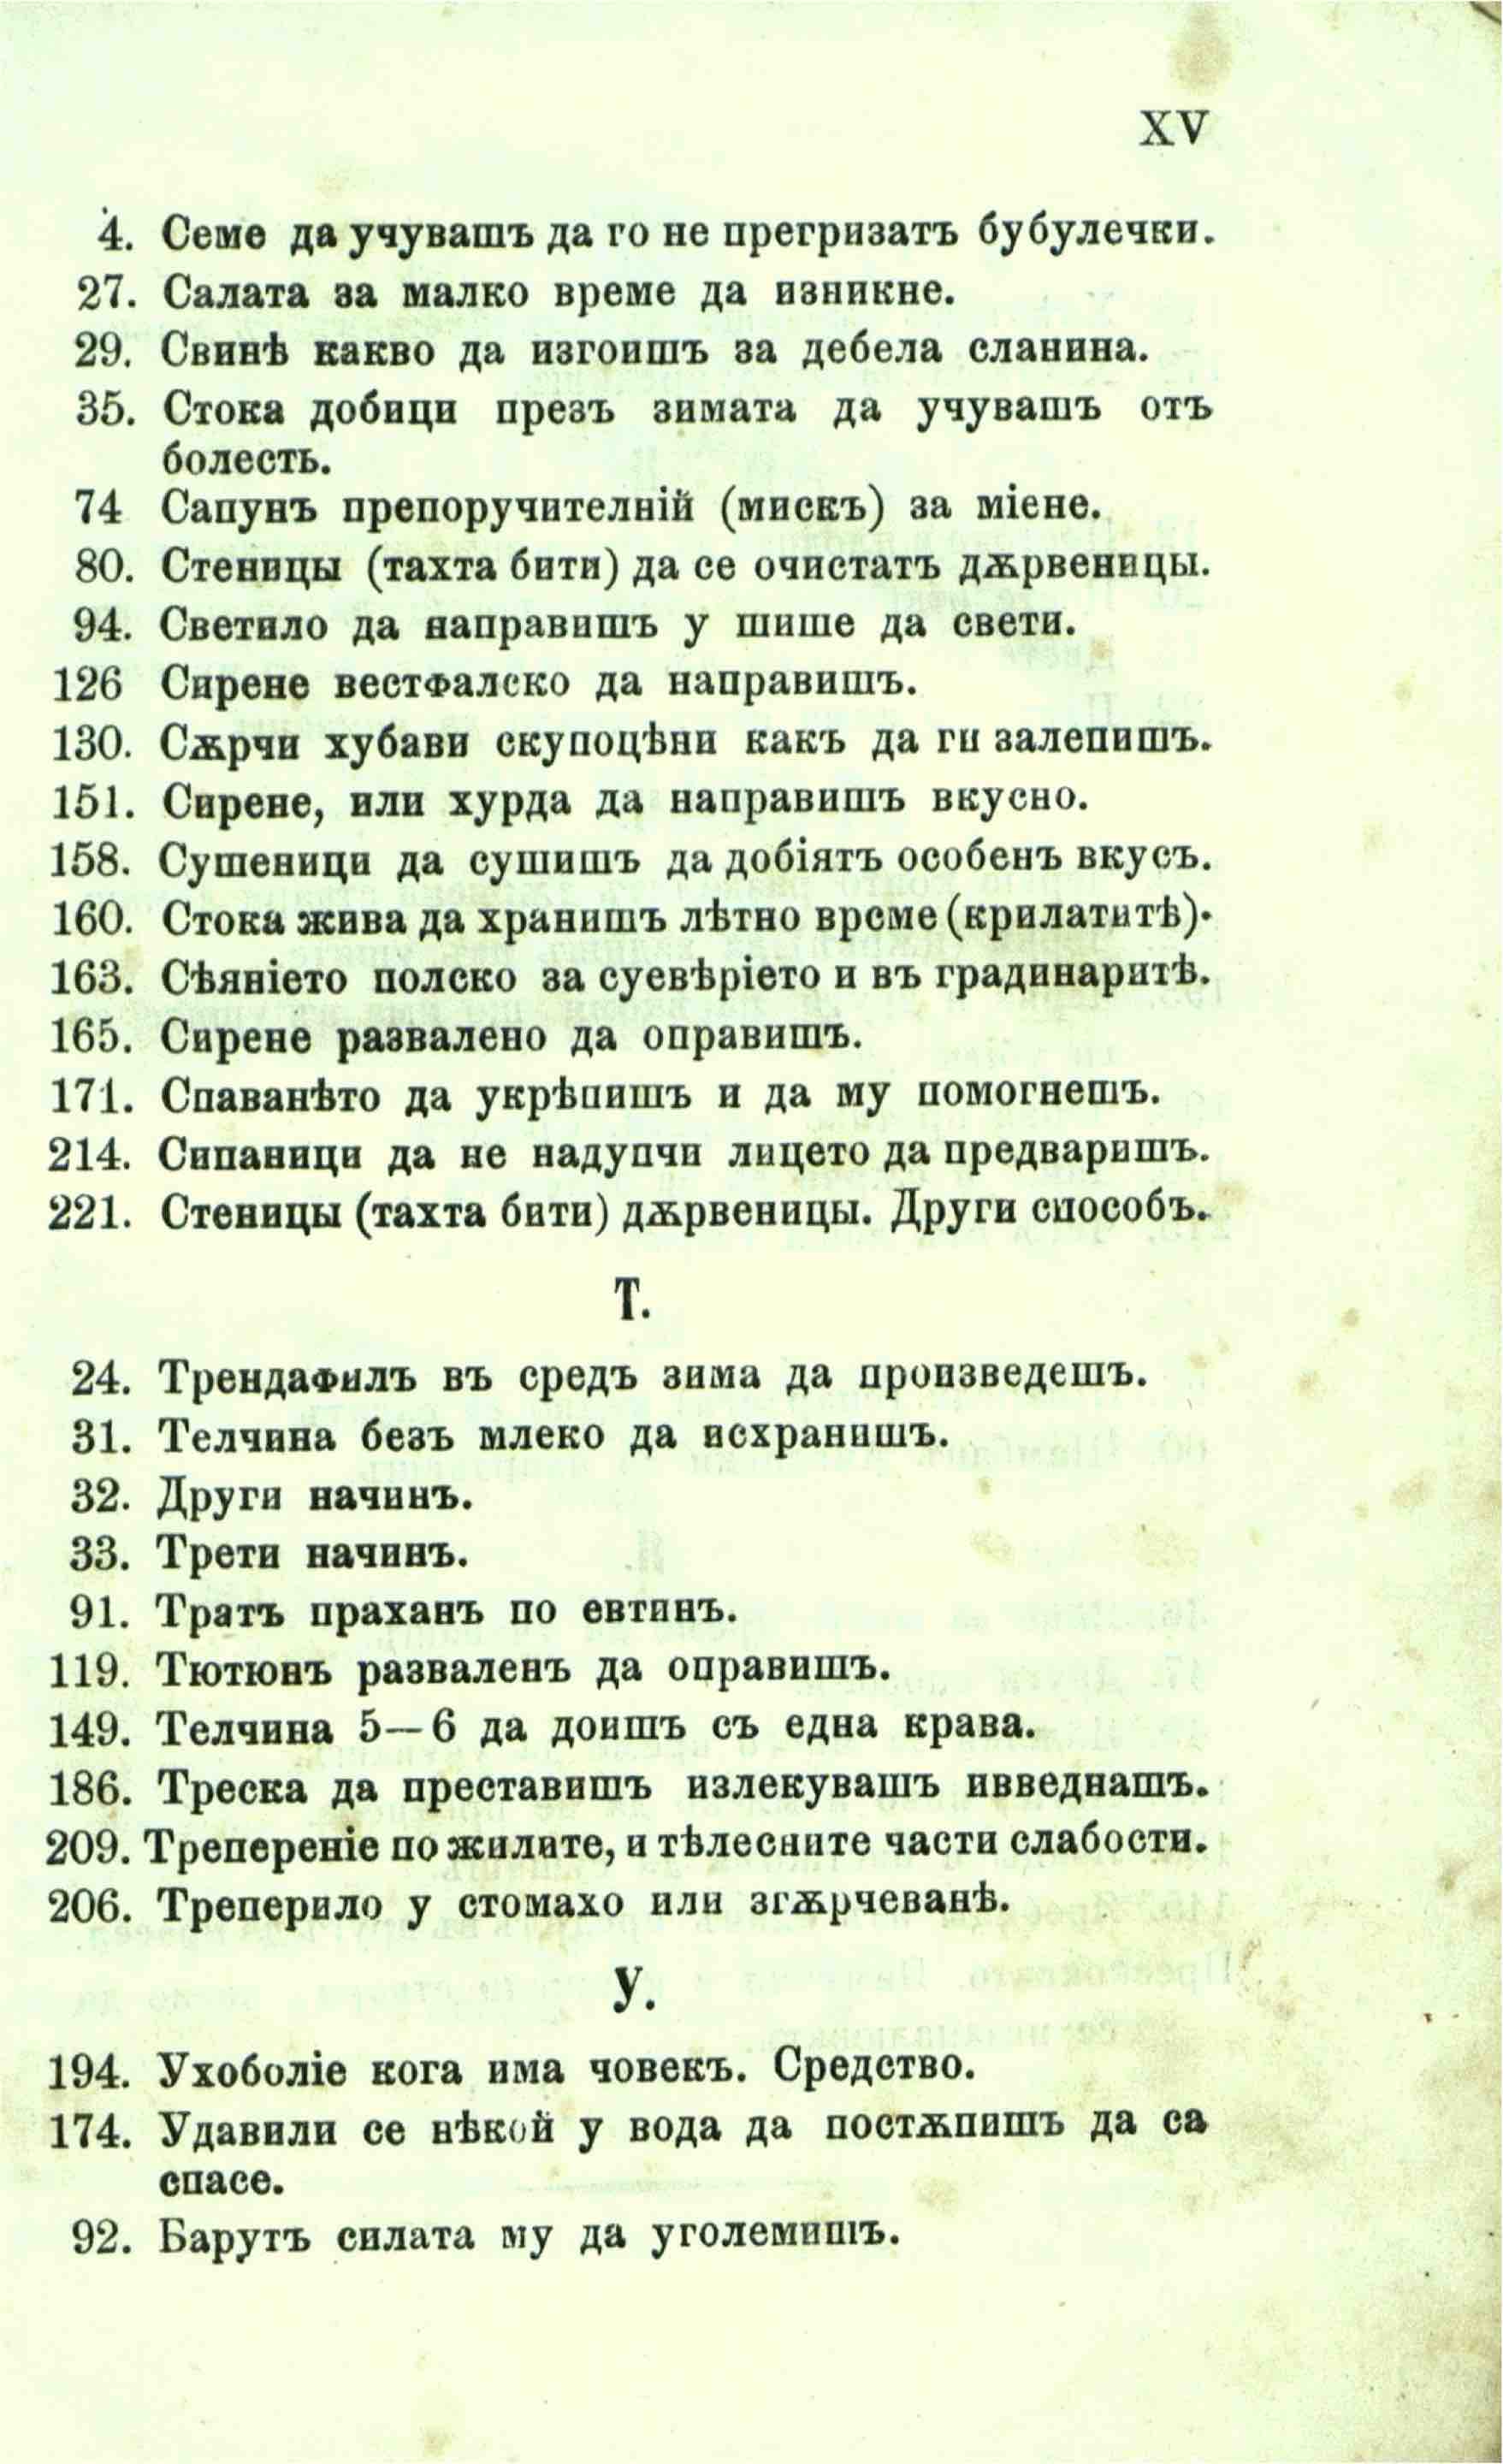 XV
4. Семе да учувашъ да го не прегризатъ бубулечки.
27. Салата за малко време да изникне.
29. Свинѣ какво да изгоишъ за дебела сланина.
35. Стока добици презъ зимата да учувашъ отъ
болесть.
74 Сапунъ препоручителній (мискъ) за міене.
80. Стеницы (тахта бити) да се очистатъ дѫрвеницы.
94. Светило да направишъ у шише да свети.
126 Сирене вестфалско да направишъ.
130. Сѫрчи хубави скупоцѣни какъ да ги залепишъ.
151. Сирене, или хурда да направишъ вкусно.
158. Сушеници да сушишъ да добіятъ особенъ вкусъ.
160. Стока жива да хранишъ лѣтно време (крилатитѣ).
163. Сѣяніето полско за суевѣріето и въ градинаритѣ.
165. Сирене развалено да оправишъ.
171. Спаванѣто да укрѣпишъ и да му помогнешъ.
214. Сипаници да не надупчи лицето да предваришъ.
221. Стеницы (тахта бити) дѫрвеницы. Други способъ.
Т.
24. Трендафилъ въ средъ зима да произведешъ.
31. Телчина безъ млеко да исхранишъ.
32. Други начинъ.
33. Трети начинъ.
91. Тратъ праханъ по евтинъ.
119. Тютюнъ разваленъ да оправишъ.
149. Телчина 5—6 да доишъ съ една крава.
186. Треска да преставишъ излекувашъ ивведнашъ.
209. Трепереніе по жилите, и тѣлесните части слабости.
206. Треперило у стомахо или згѫрчеванѣ.
У.
194. Ухоболіе кога има човекъ. Средство.
174. Удавили се нѣкой у вода да постѫпишъ да са
спасе.
92. Барутъ силата му да уголемишъ.